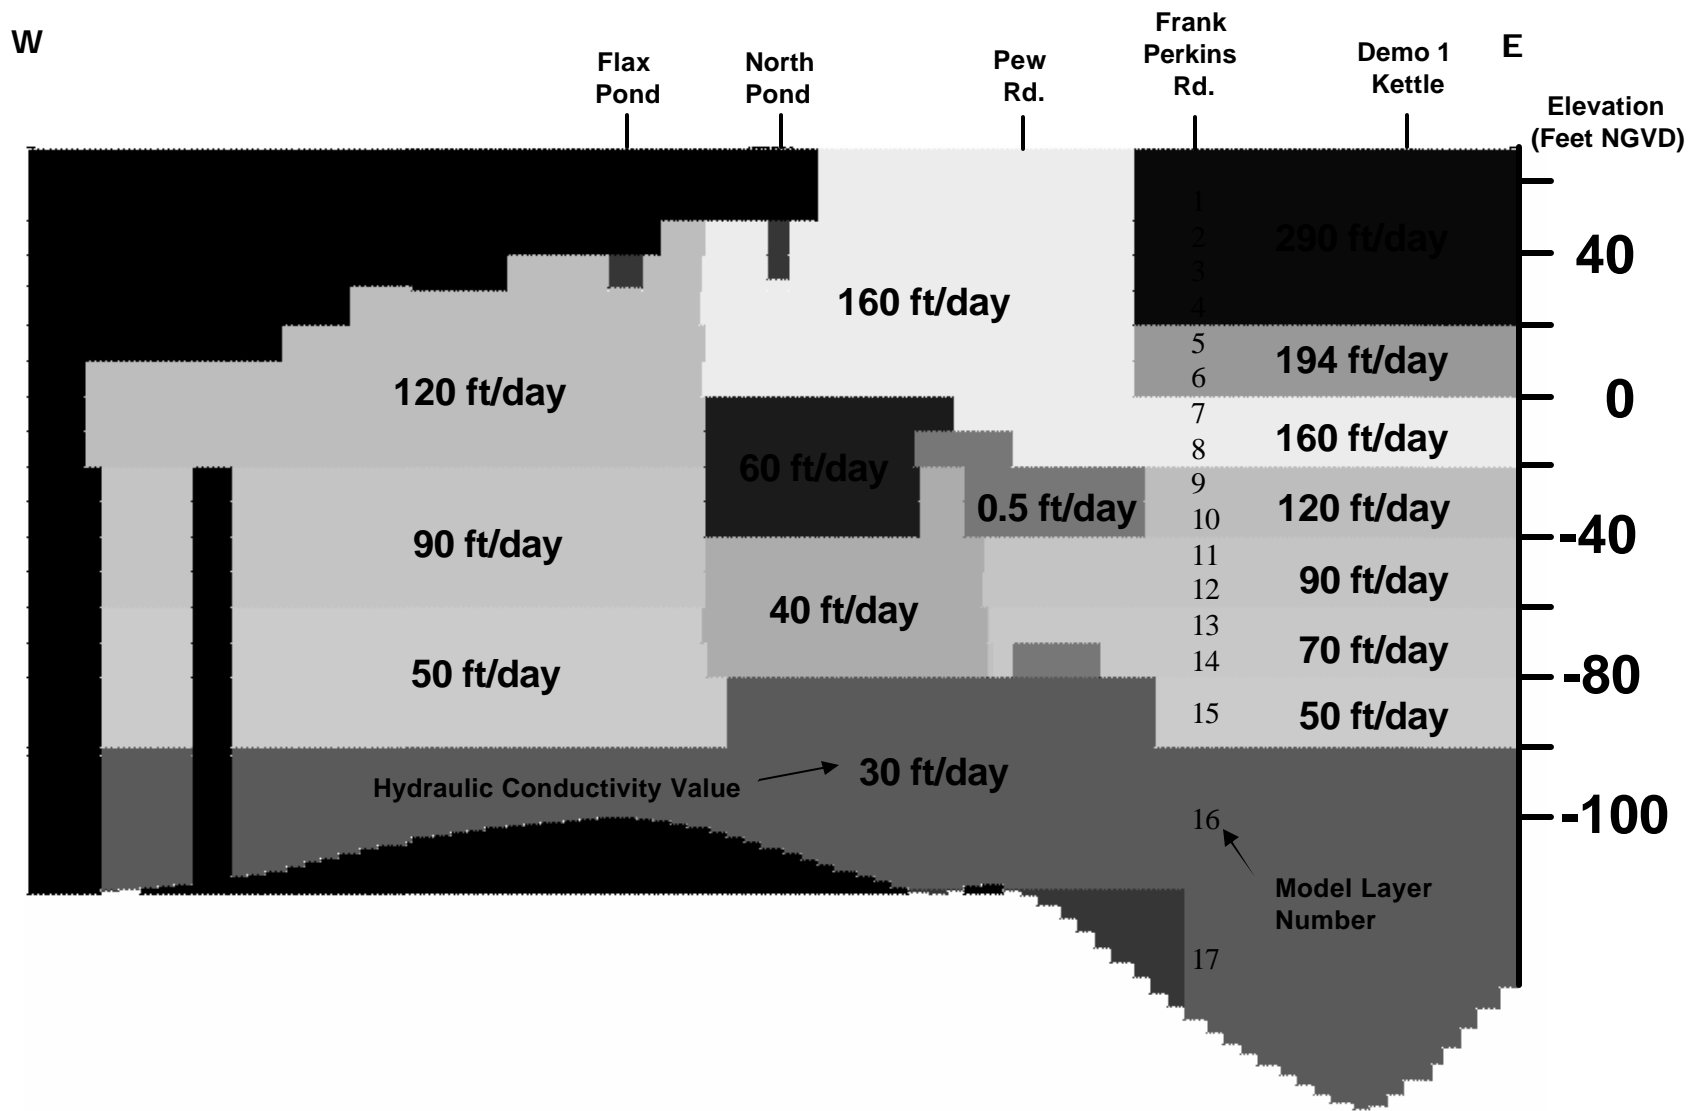 W
Flax
Pond
North
Pond
Pew
Rd.
Frank
Perkins
Rd.
Demo 1
Kettle
E
Elevation
(Feet NGVD)
1
2
3
4
5
6
7
8
9
10
11
12
13
14
15
16
17
290 ft/day
194 ft/day
160 ft/day
120 ft/day
90 ft/day
70 ft/day
50 ft/day
160 ft/day
120 ft/day
60 ft/day
0.5 ft/day
90 ft/day
40 ft/day
50 ft/day
Hydraulic Conductivity Value
30 ft/day
Model Layer
Number
40
0
-40
-80
-100